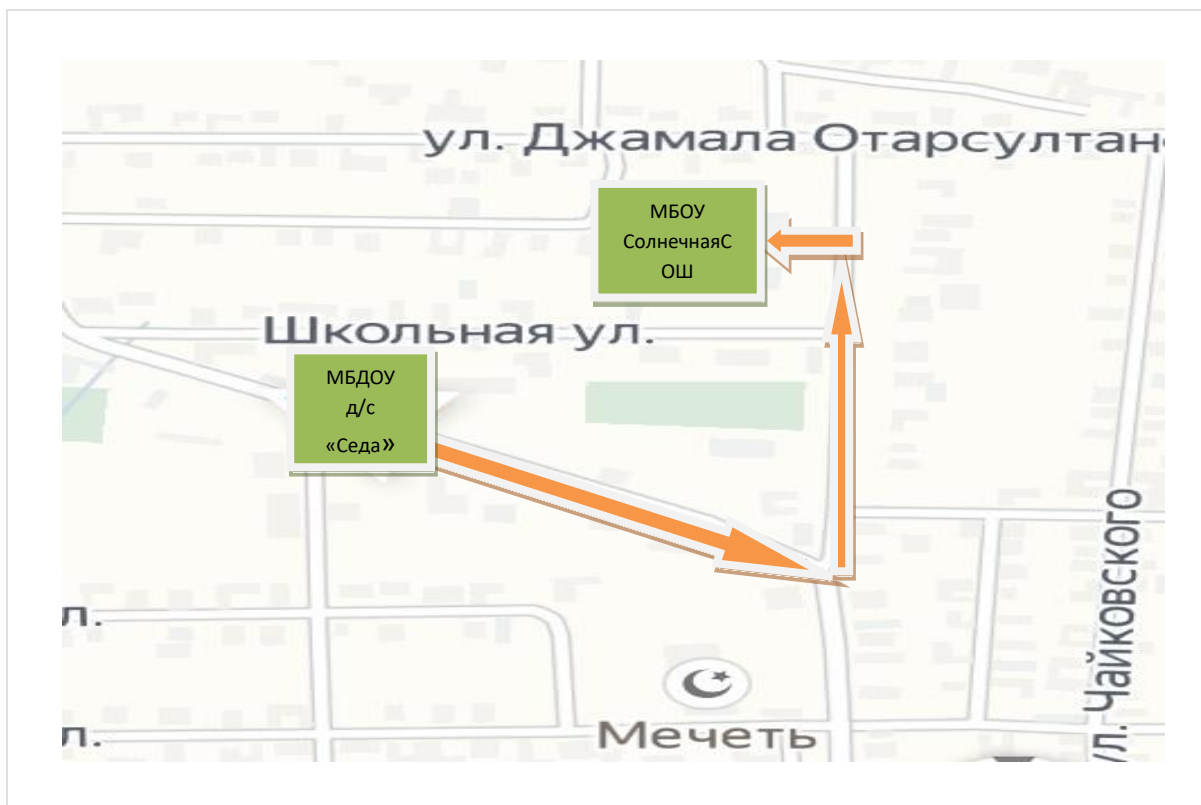 ул. Джамала Отарсултан
МБОУ
СолнечнаяС
ОШ
Школьная ул.
МБДОУ
д/с
«Седа»
ул. Чайковского
л.
Мечеть
л.